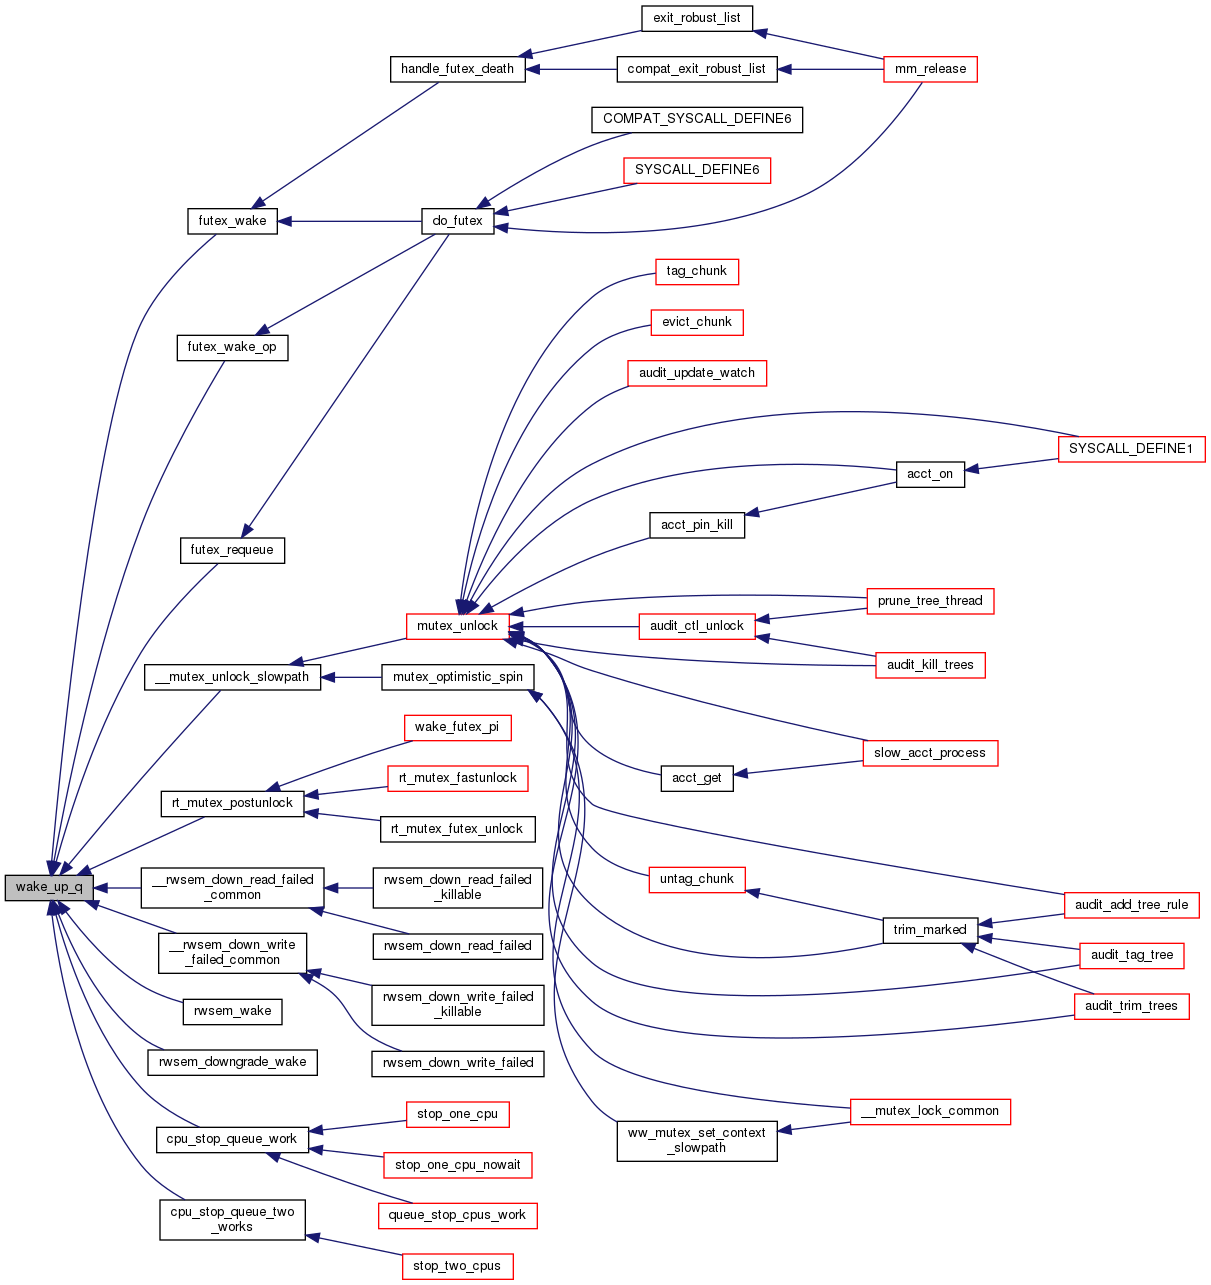 exit_robust_list
handle_futex_death
compat_exit_robust_list
mm_release
COMPAT_SYSCALL_DEFINE6
SYSCALL_DEFINE6
futex_wake
do_futex
tag_chunk
evict_chunk
futex_wake_op
audit_update_watch
SYSCALL_DEFINE1
acct_on
acct_pin_kill
futex_requeue
prune_tree_thread
mutex_unlock
audit_ctl_unlock
audit_kill_trees
__mutex_unlock_slowpath
mutex_optimistic_spin
wake_futex_pi
slow_acct_process
rt_mutex_fastunlock
acct_get
rt_mutex_postunlock
rt_mutex_futex_unlock
wake_up_q
__rwsem_down_read_failed
_common
rwsem_down_read_failed
_killable
untag_chunk
audit_add_tree_rule
trim_marked
rwsem_down_read_failed
__rwsem_down_write
_failed_common
audit_tag_tree
rwsem_down_write_failed
_killable
audit_trim_trees
rwsem_wake
rwsem_downgrade_wake
rwsem_down_write_failed
stop_one_cpu
__mutex_lock_common
cpu_stop_queue_work
ww_mutex_set_context
_slowpath
stop_one_cpu_nowait
cpu_stop_queue_two
_works
queue_stop_cpus_work
stop_two_cpus